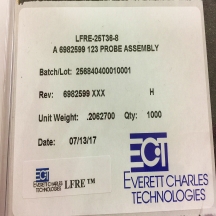 LFRE-25T36-8
A 6982599 123 PROBE ASSEMBLY
Batch/Lot: 256840400010001
Rev: 6982599 XXX H
Unit Weight: .2062700 Qty: 1000
Date: 07/13/17
ECT
LFRE™
EVERETT CHARLES
TECHNOLOGIES